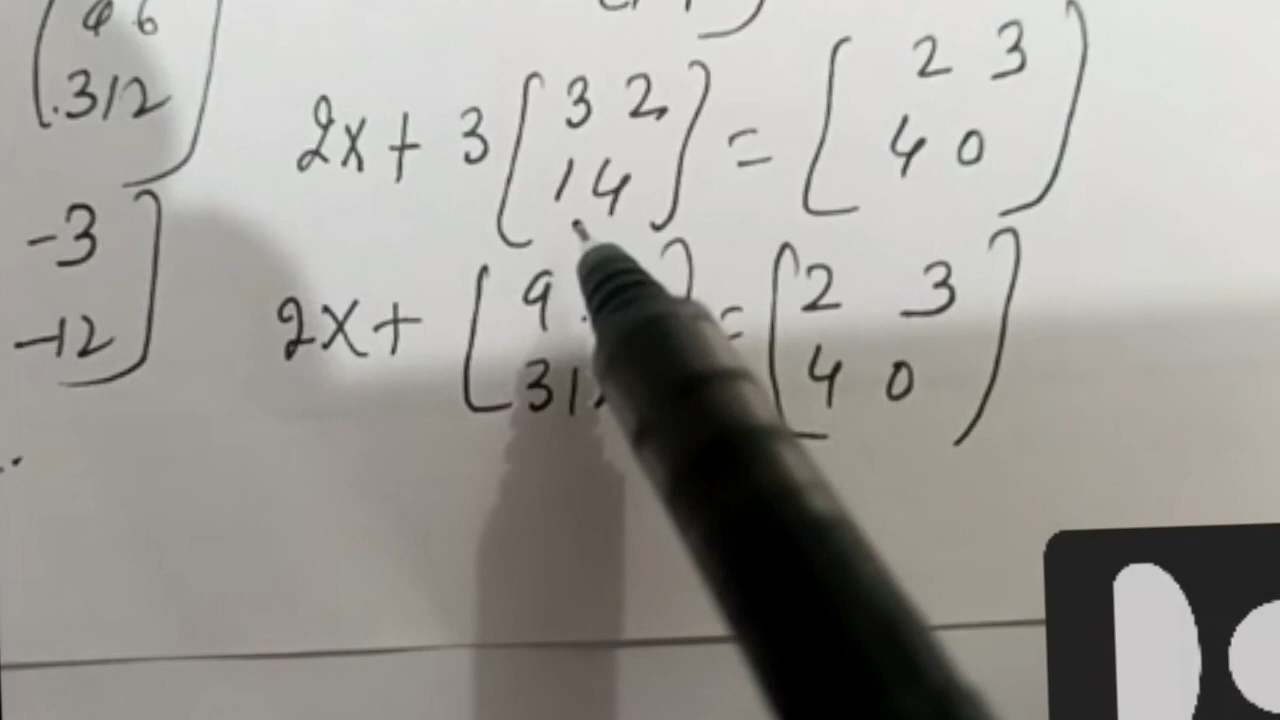 .312
-3
-12
2x + 3 [ 3 2 ] = [ 2 3 ]
1 4 4 0
2x + [ 9 ] = [ 2 3 ]
31 4 0